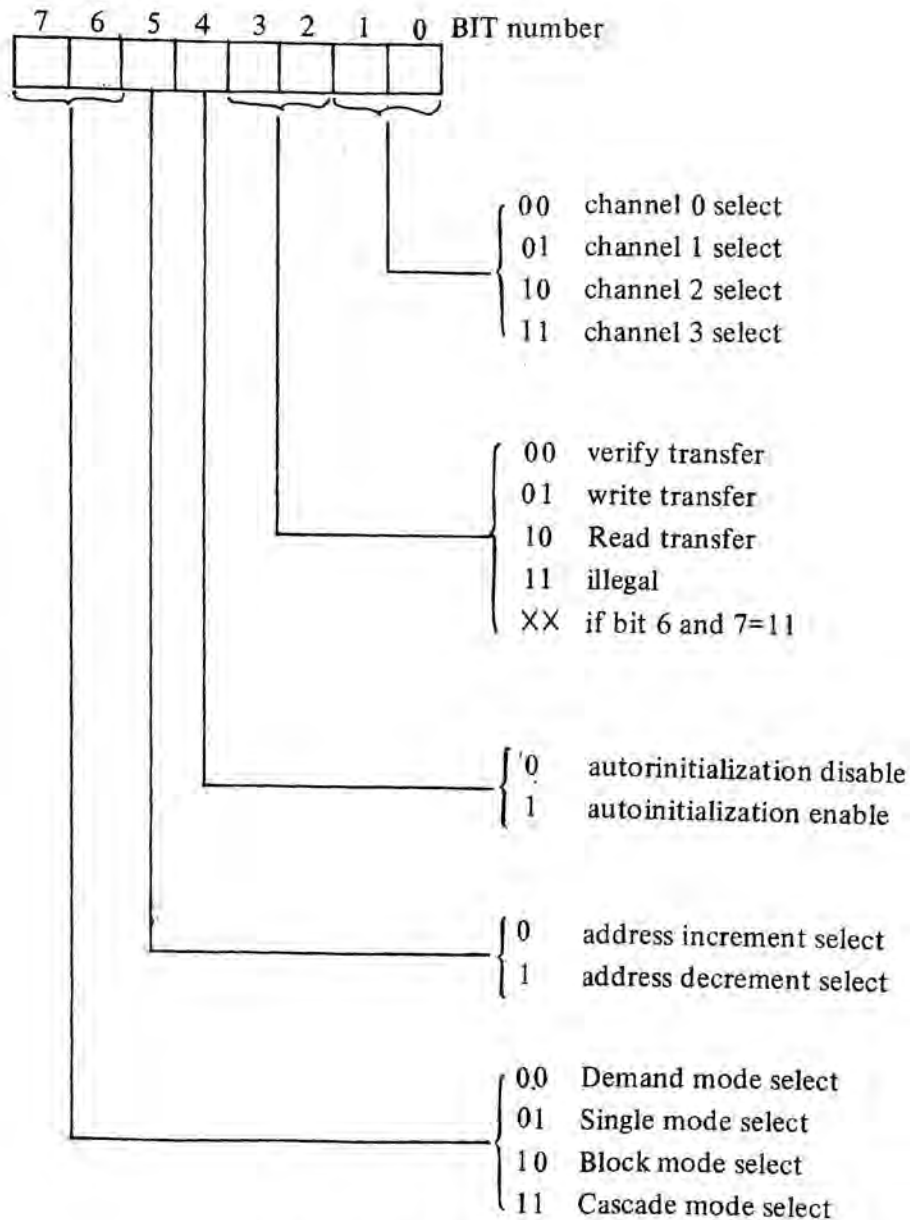 7 6 5 4 3 2 1 0 BIT number
00 channel 0 select
01 channel 1 select
10 channel 2 select
11 channel 3 select
00 verify transfer
01 write transfer
10 Read transfer
11 illegal
XX if bit 6 and 7=11
0 autorinitialization disable
1 autoinitialization enable
0 address increment select
1 address decrement select
00 Demand mode select
01 Single mode select
10 Block mode select
11 Cascade mode select